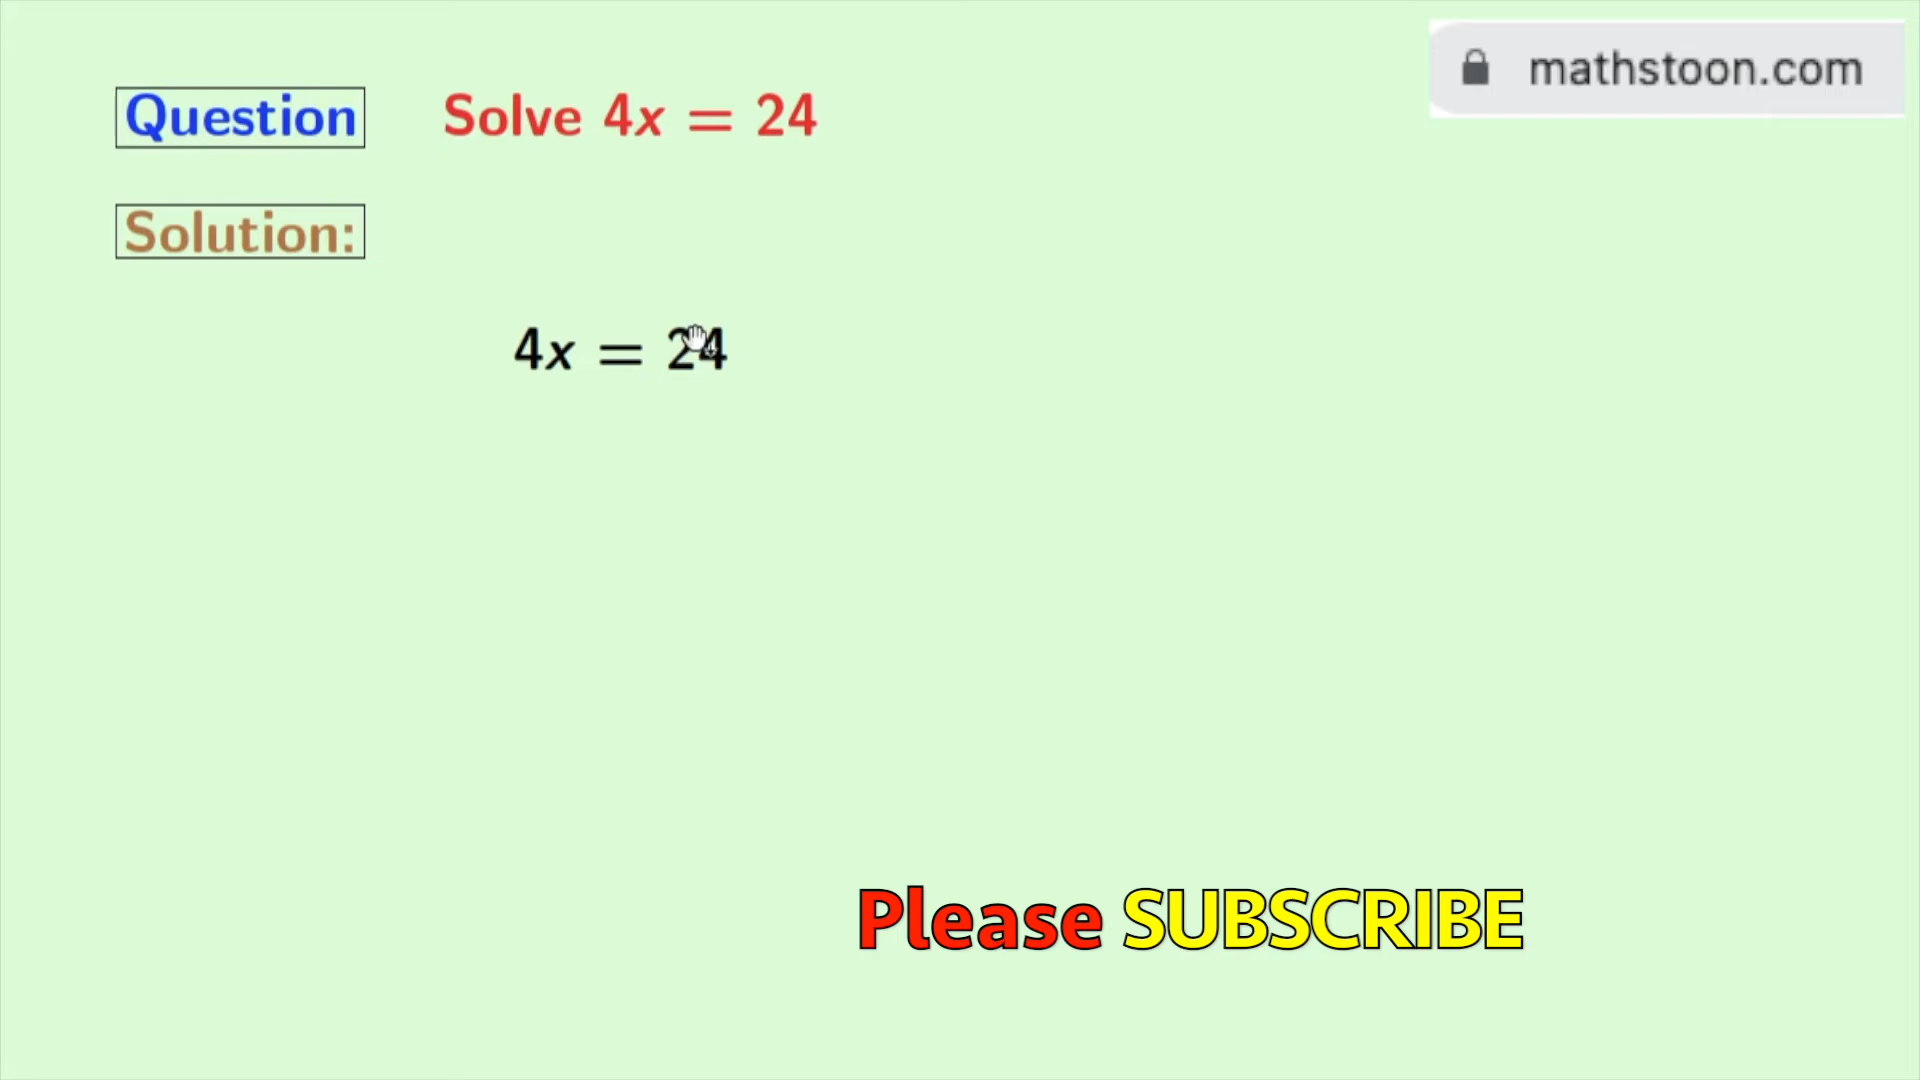 mathstoon.com
Question Solve 4x = 24
Solution:
4x = 24
Please SUBSCRIBE